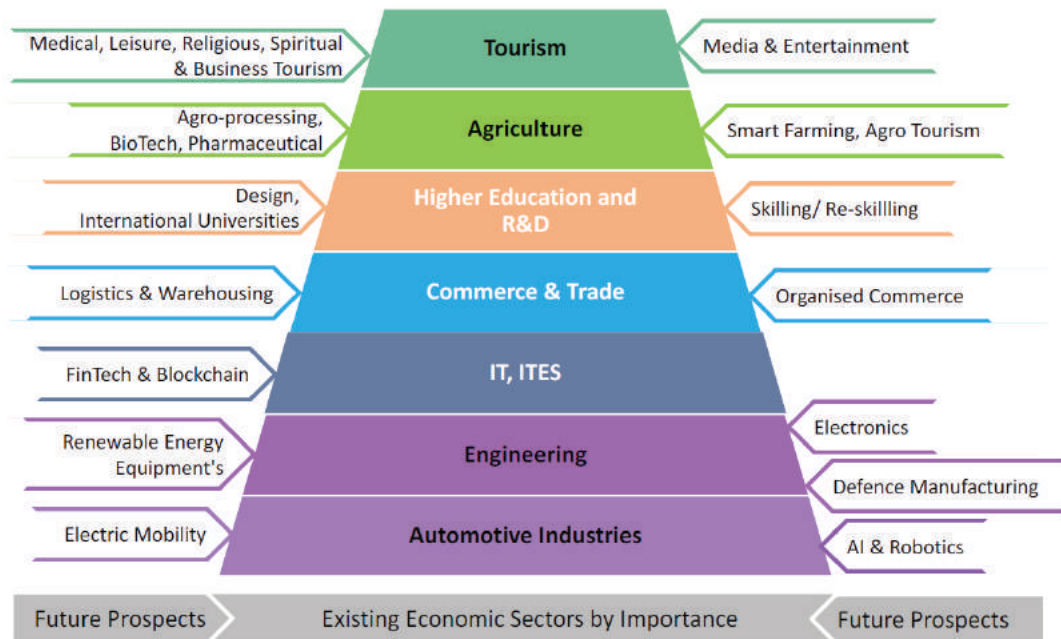 Medical, Leisure, Religious, Spiritual
& Business Tourism
Tourism
Media & Entertainment
Agro-processing,
BioTech, Pharmaceutical
Agriculture
Smart Farming, Agro Tourism
Design,
International Universities
Higher Education and
R&D
Skilling/ Re-skillling
Logistics & Warehousing
Commerce & Trade
Organised Commerce
FinTech & Blockchain
IT, ITES
Electronics
Renewable Energy
Equipment's
Engineering
Defence Manufacturing
Electric Mobility
Automotive Industries
AI & Robotics
Future Prospects
Existing Economic Sectors by Importance
Future Prospects